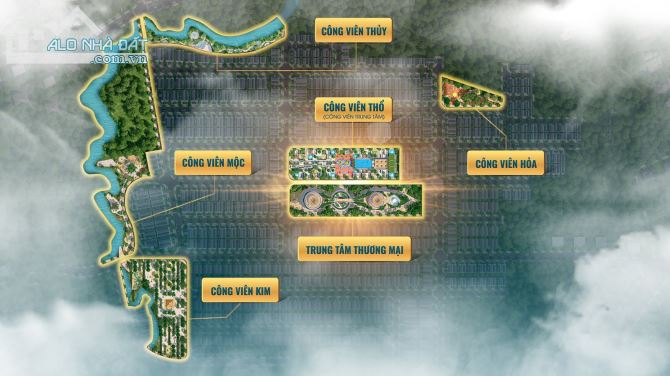 ALO NHÀ ĐẤT
.com.vn
CÔNG VIÊN THỦY
CÔNG VIÊN THỔ
(CÔNG VIÊN TRUNG TÂM)
CÔNG VIÊN MỘC
CÔNG VIÊN HỎA
TRUNG TÂM THƯƠNG MẠI
CÔNG VIÊN KIM